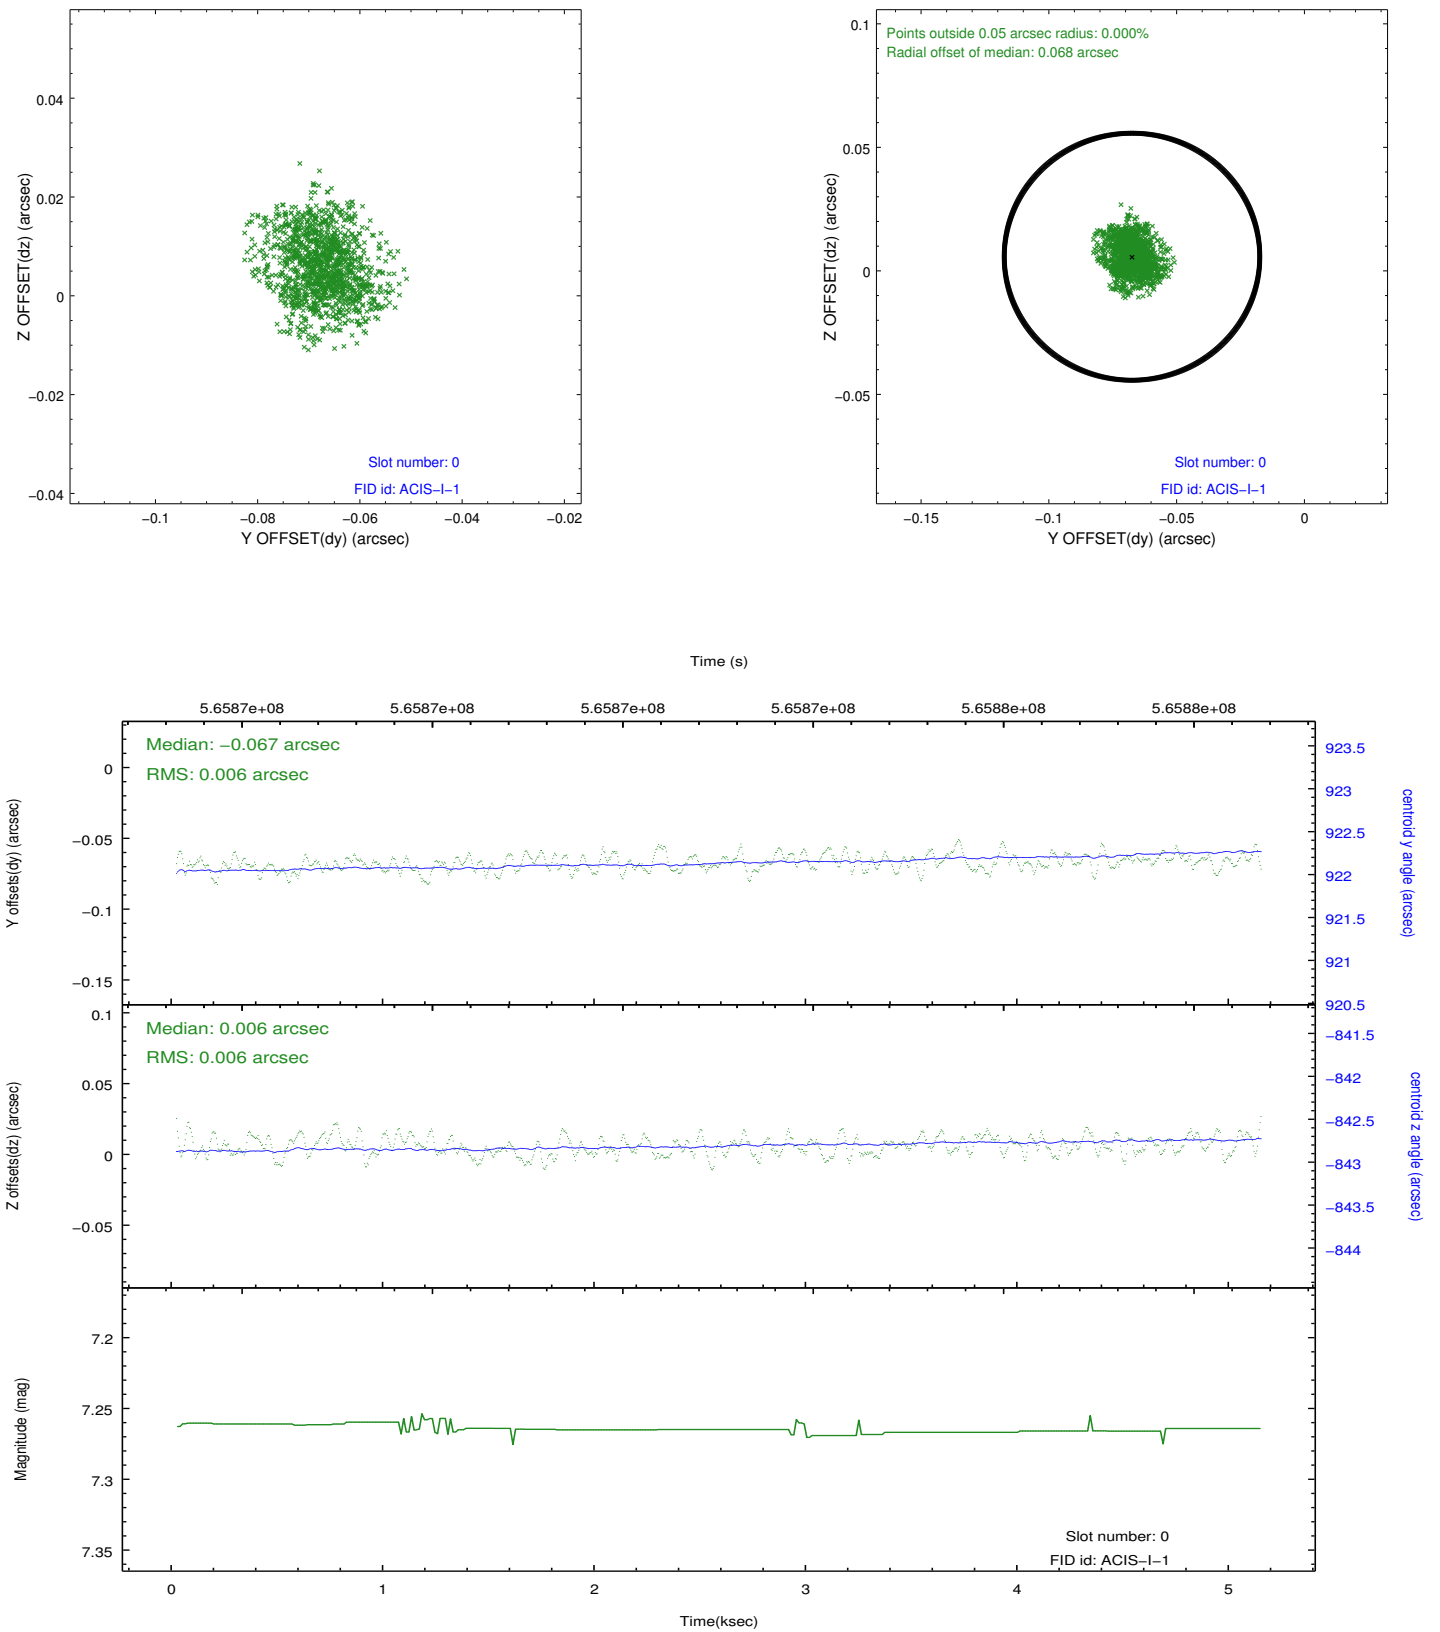 0.04
0.02
0
−0.02
−0.04
Z OFFSET(dz) (arcsec)
Slot number: 0
FID id: ACIS−I−1
−0.1 −0.08 −0.06 −0.04 −0.02
Y OFFSET(dy) (arcsec)
Points outside 0.05 arcsec radius: 0.000%
Radial offset of median: 0.068 arcsec
0.1
0.05
0
−0.05
Z OFFSET(dz) (arcsec)
Slot number: 0
FID id: ACIS−I−1
−0.15 −0.1 −0.05 0
Y OFFSET(dy) (arcsec)
Time (s)
5.6587e+08 5.6587e+08 5.6587e+08 5.6587e+08 5.6588e+08 5.6588e+08
Median: −0.067 arcsec
RMS: 0.006 arcsec
0
−0.05
−0.1
−0.15
Y offsets(dy) (arcsec)
923.5
923
922.5
922
921.5
921
920.5
centroid y angle (arcsec)
Median: 0.006 arcsec
RMS: 0.006 arcsec
0.1
0.05
0
−0.05
Z offsets(dz) (arcsec)
−841.5
−842
−842.5
−843
−843.5
−844
centroid z angle (arcsec)
7.2
7.25
7.3
7.35
Magnitude (mag)
Slot number: 0
FID id: ACIS−I−1
0 1 2 3 4 5
Time(ksec)